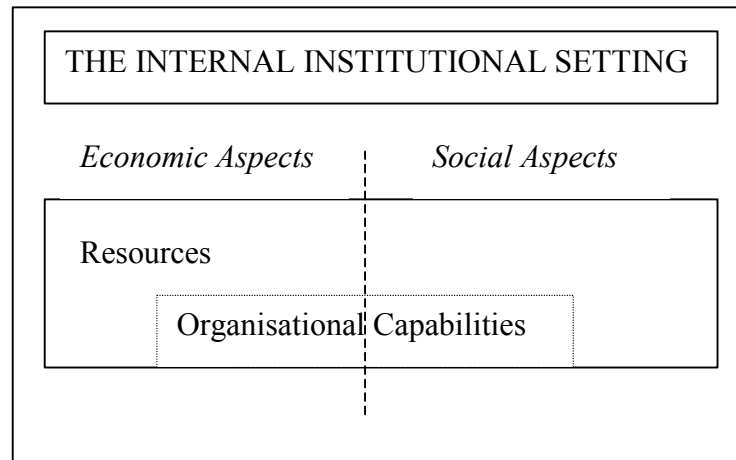 THE INTERNAL INSTITUTIONAL SETTING
Economic Aspects Social Aspects
Resources
Organisational Capabilities